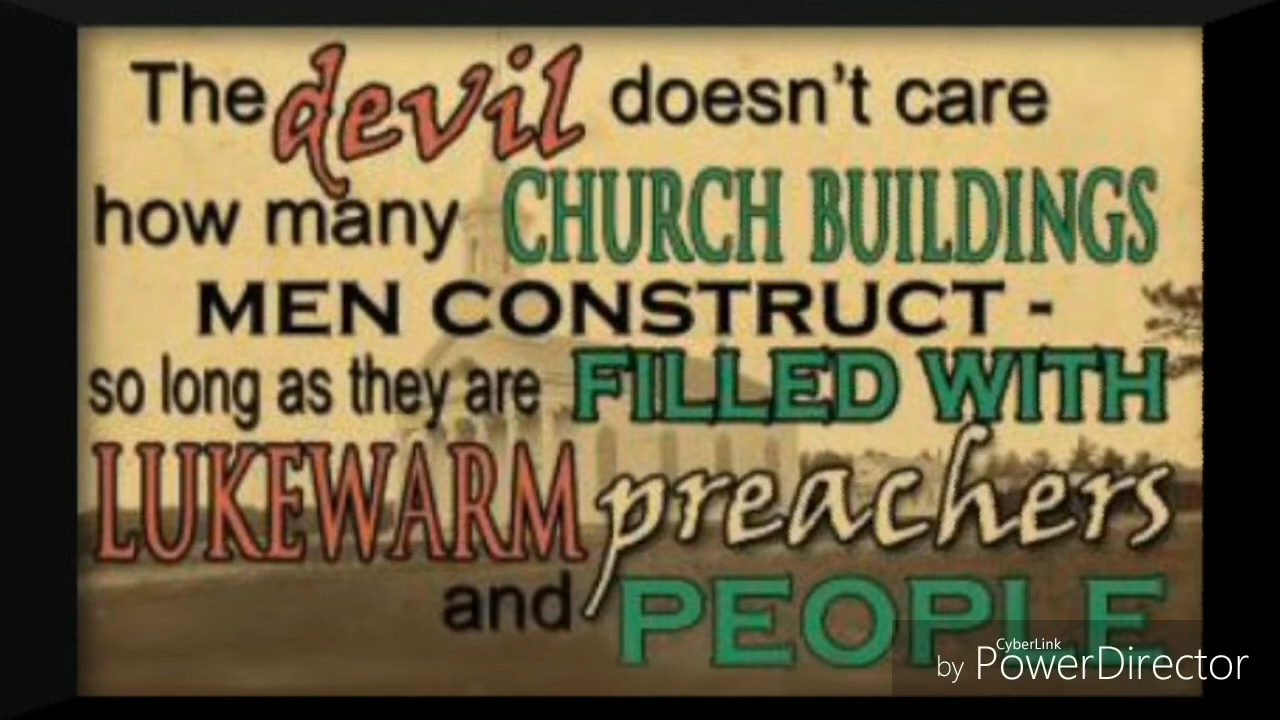 The devil doesn't care
how many CHURCH BUILDINGS
MEN CONSTRUCT -
so long as they are FILLED WITH
LUKEWARM preachers
and PEOPLE
CyberLink
by PowerDirector